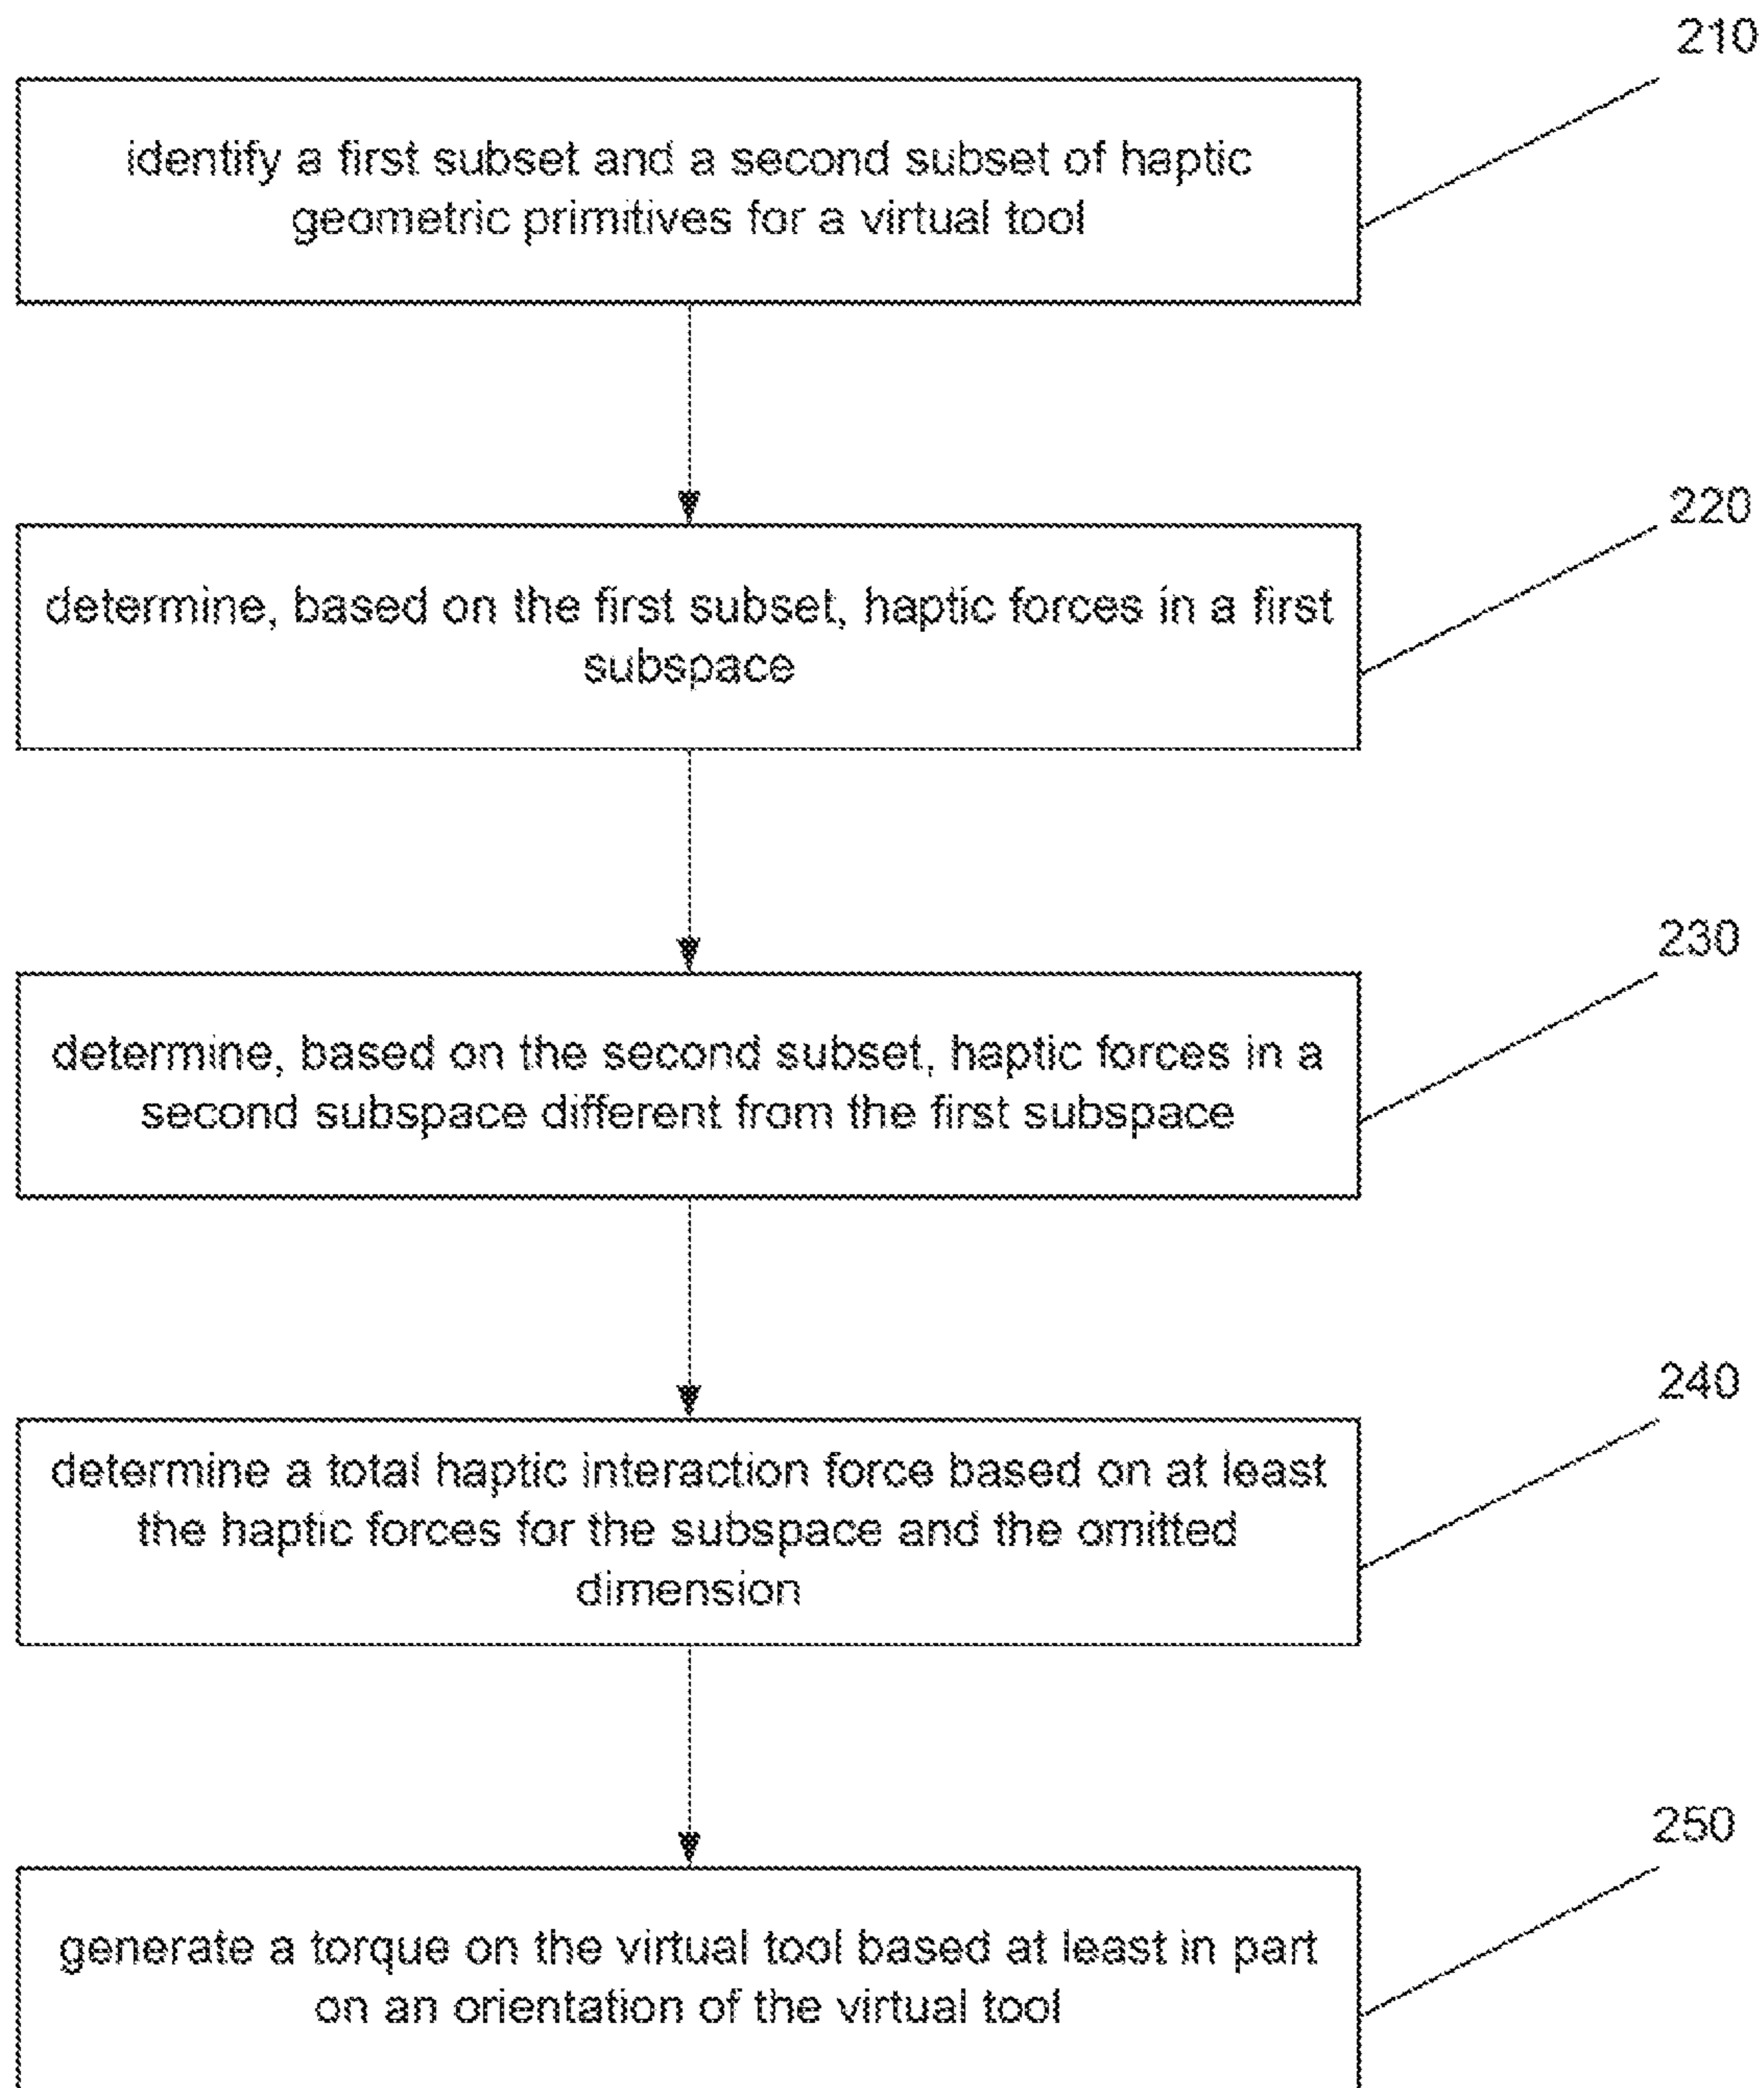 210
identify a first subset and a second subset of haptic
geometric primitives for a virtual tool
220
determine, based on the first subset, haptic forces in a first
subspace
230
determine, based on the second subset, haptic forces in a
second subspace different from the first subspace
240
determine a total haptic interaction force based on at least
the haptic forces for the subspace and the omitted
dimension
250
generate a torque on the virtual tool based at least in part
on an orientation of the virtual tool